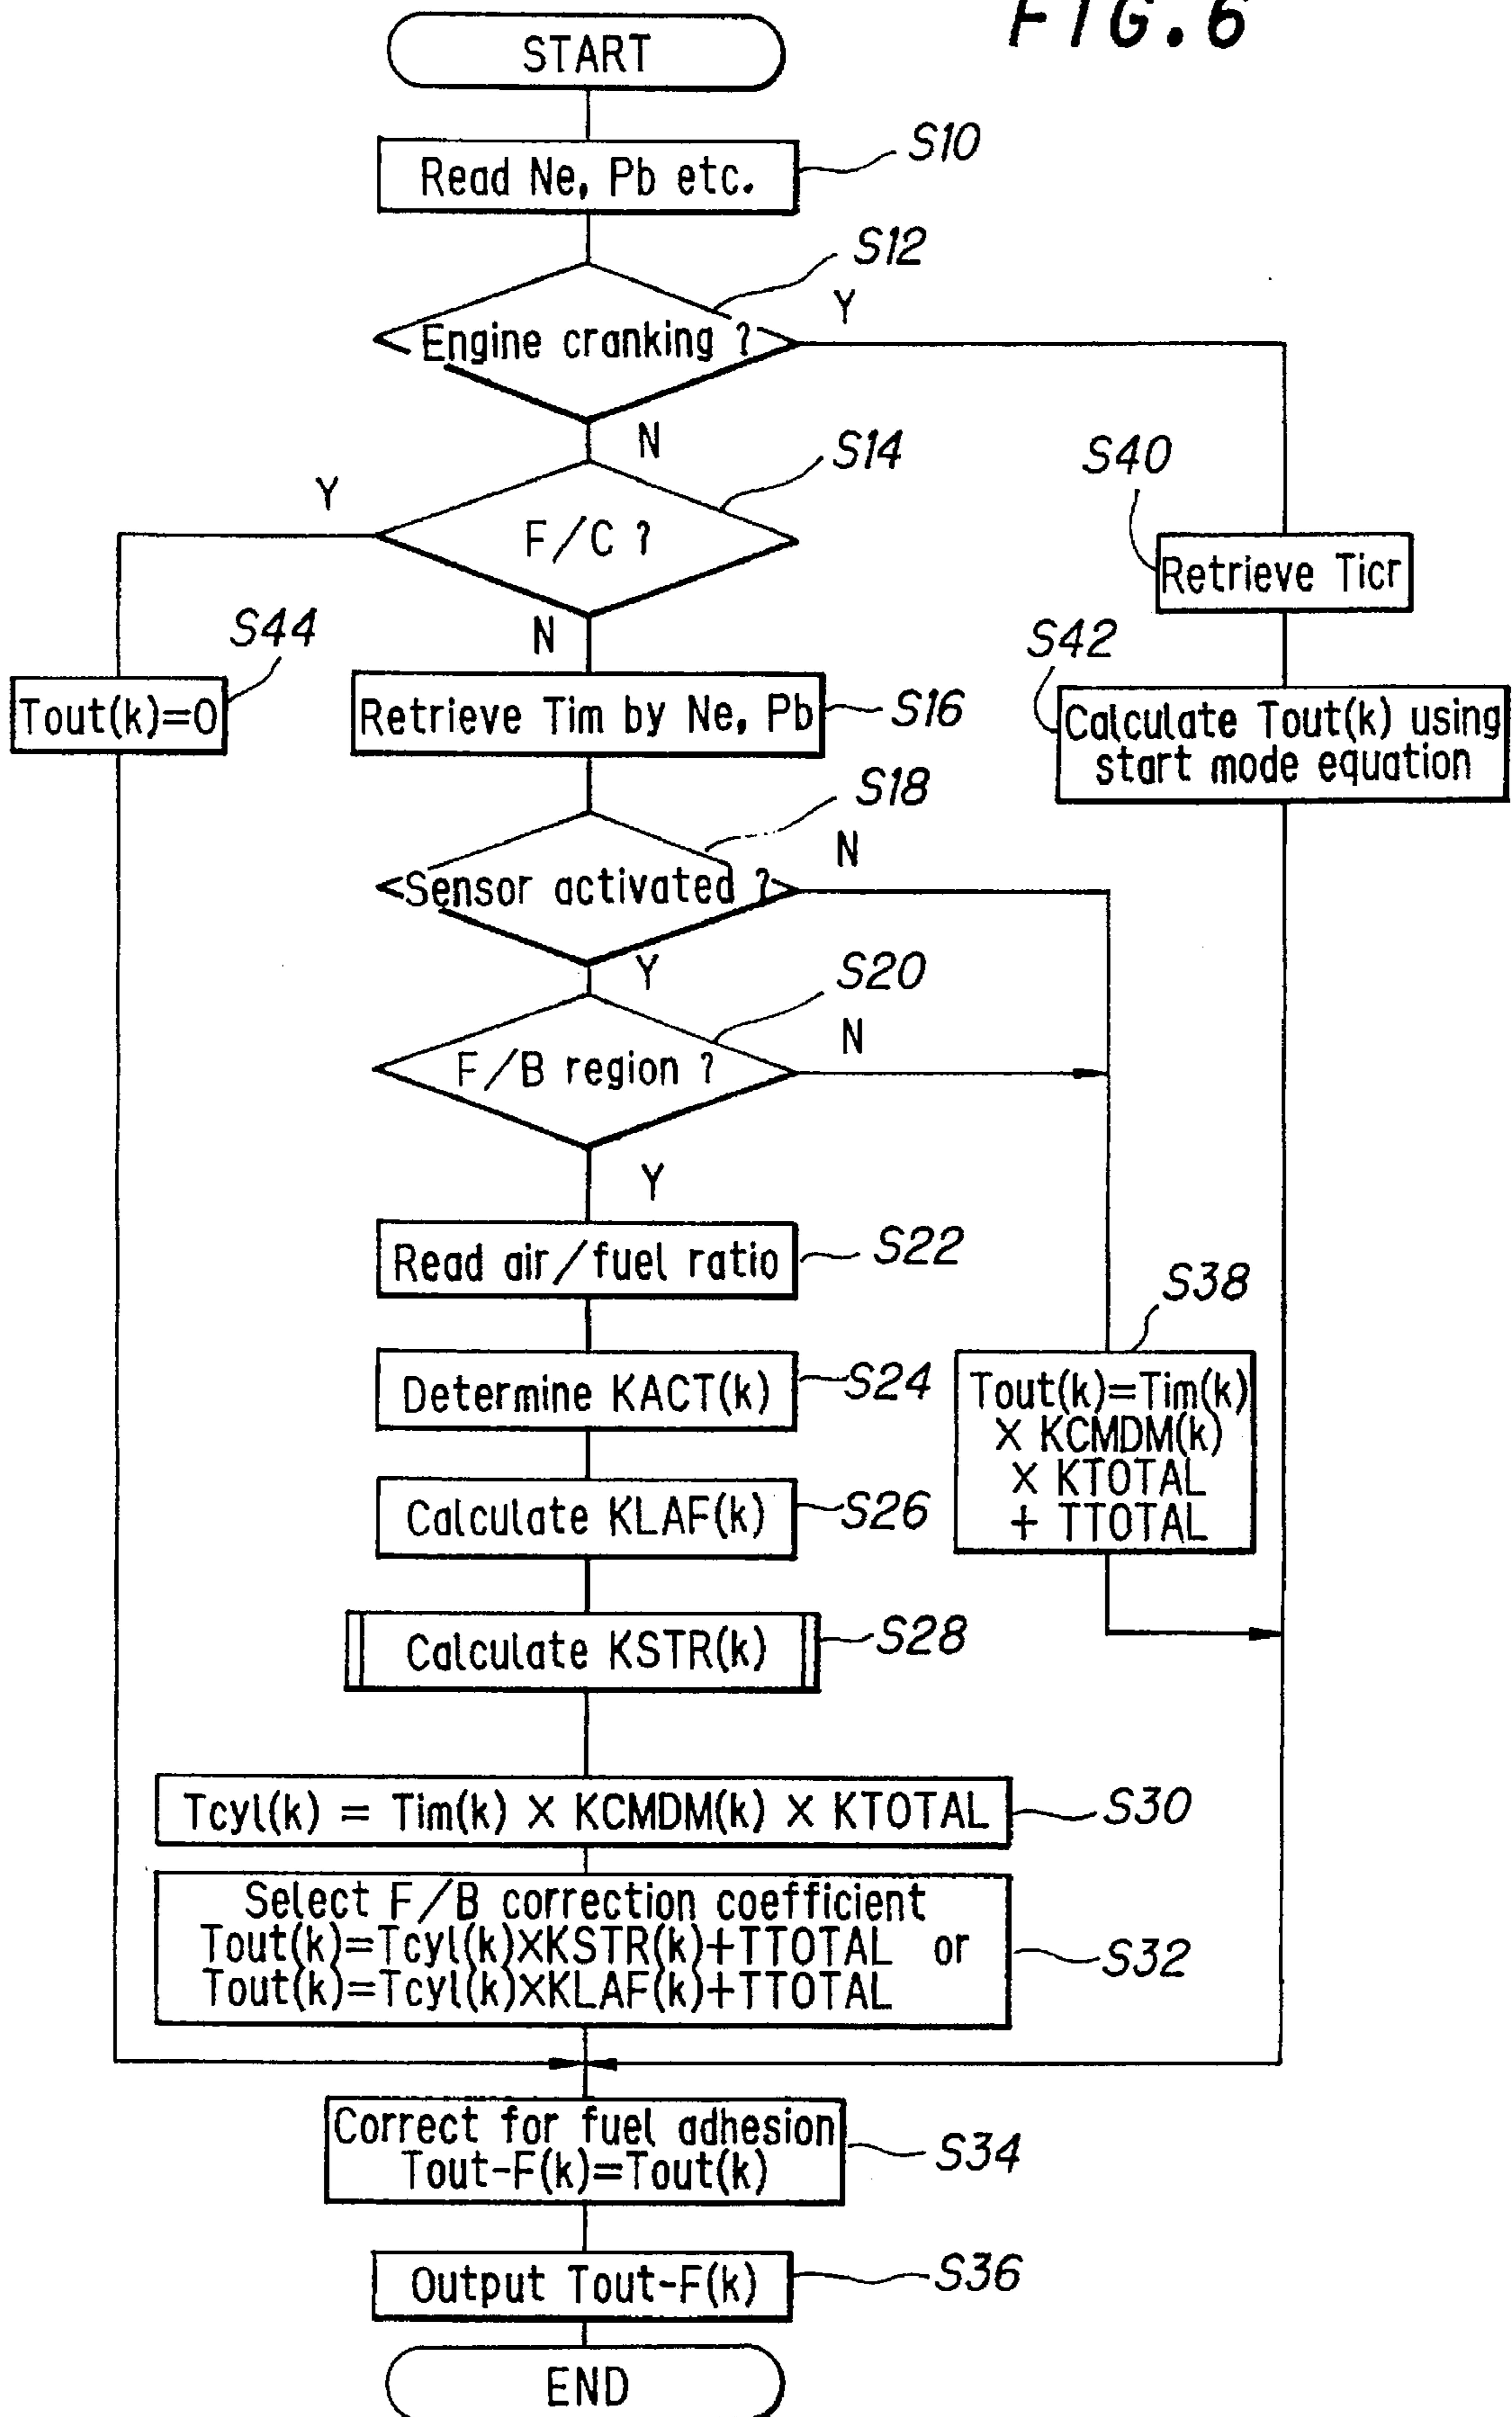 FIG.6
START
Read Ne, Pb etc.
S10
S12
Engine cranking ?
Y
N
S14
Y
F/C ?
N
S40
Retrieve Ticr
S44
Tout(k)=0
Retrieve Tim by Ne, Pb
S16
S42
Calculate Tout(k) using
start mode equation
S18
Sensor activated ?
N
Y
S20
F/B region ?
N
Y
Read air/fuel ratio
S22
S38
Tout(k)=Tim(k)
X KCMDM(k)
X KTOTAL
+ TTOTAL
Determine KACT(k)
S24
Calculate KLAF(k)
S26
Calculate KSTR(k)
S28
Tcyl(k) = Tim(k) X KCMDM(k) X KTOTAL
S30
Select F/B correction coefficient
Tout(k)=Tcyl(k)XKSTR(k)+TTOTAL or
Tout(k)=Tcyl(k)XKLAF(k)+TTOTAL
S32
Correct for fuel adhesion
Tout-F(k)=Tout(k)
S34
Output Tout-F(k)
S36
END